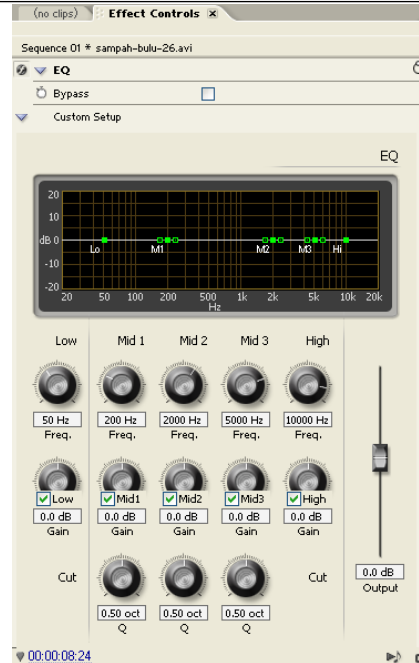 (no clips) Effect Controls x
Sequence 01 * sampah-bulu-26.avi
EQ
Bypass
Custom Setup
EQ
20
10
dB 0
-10
-20
Lo M1 M2 M3 Hi
20 50 100 200 500 1k 2k 5k 10k 20k
Hz
Low Mid 1 Mid 2 Mid 3 High
50 Hz 200 Hz 2000 Hz 5000 Hz 10000 Hz
Freq. Freq. Freq. Freq. Freq.
Low Mid1 Mid2 Mid3 High
0.0 dB 0.0 dB 0.0 dB 0.0 dB 0.0 dB
Gain Gain Gain Gain Gain
Cut Cut
0.0 dB
Output
0.50 oct 0.50 oct 0.50 oct
Q Q Q
00:00:08:24